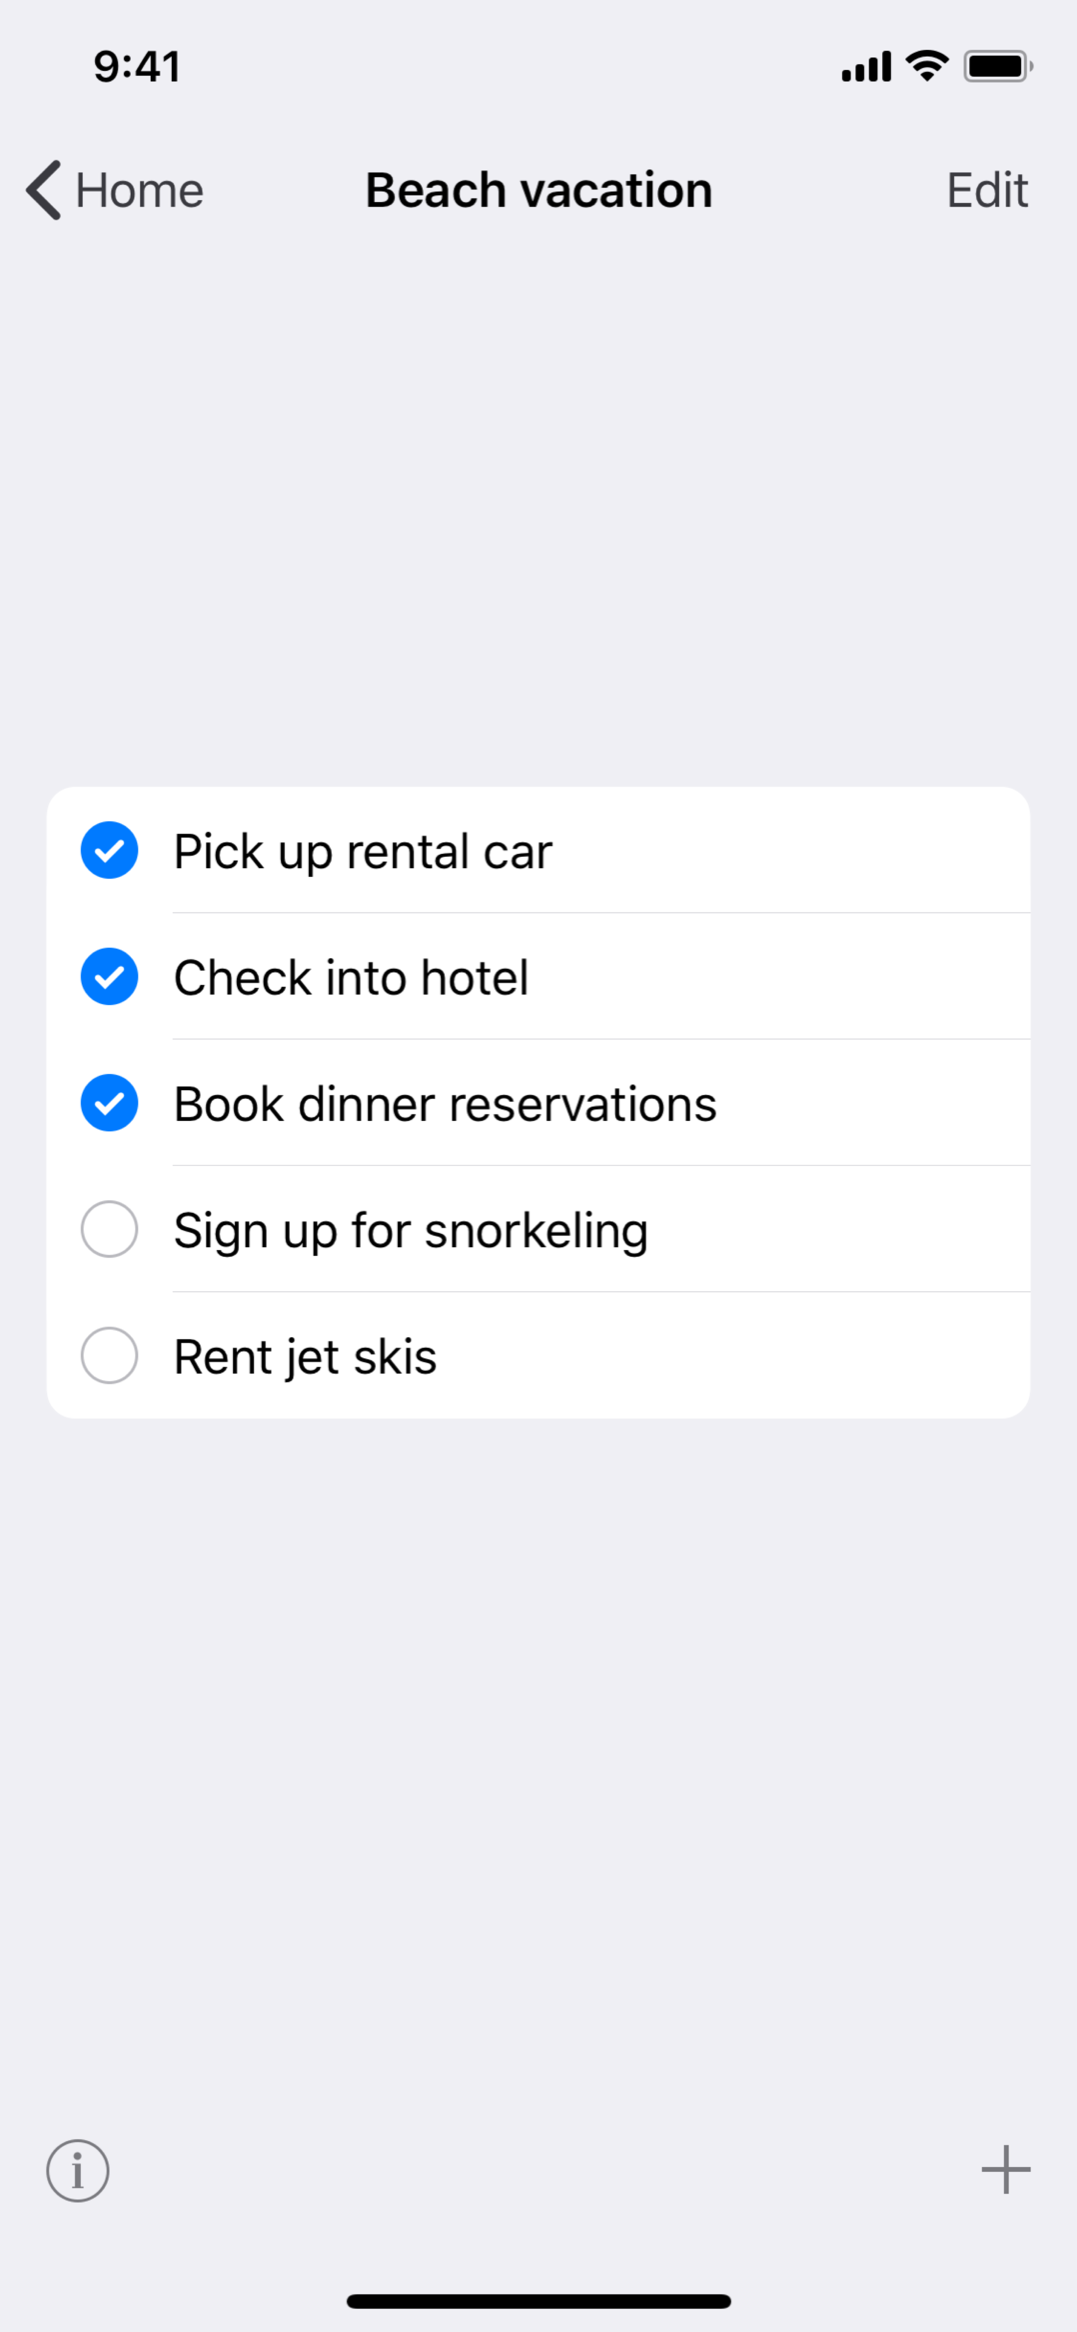 9:41
Home
Beach vacation
Edit
Pick up rental car
Check into hotel
Book dinner reservations
Sign up for snorkeling
Rent jet skis